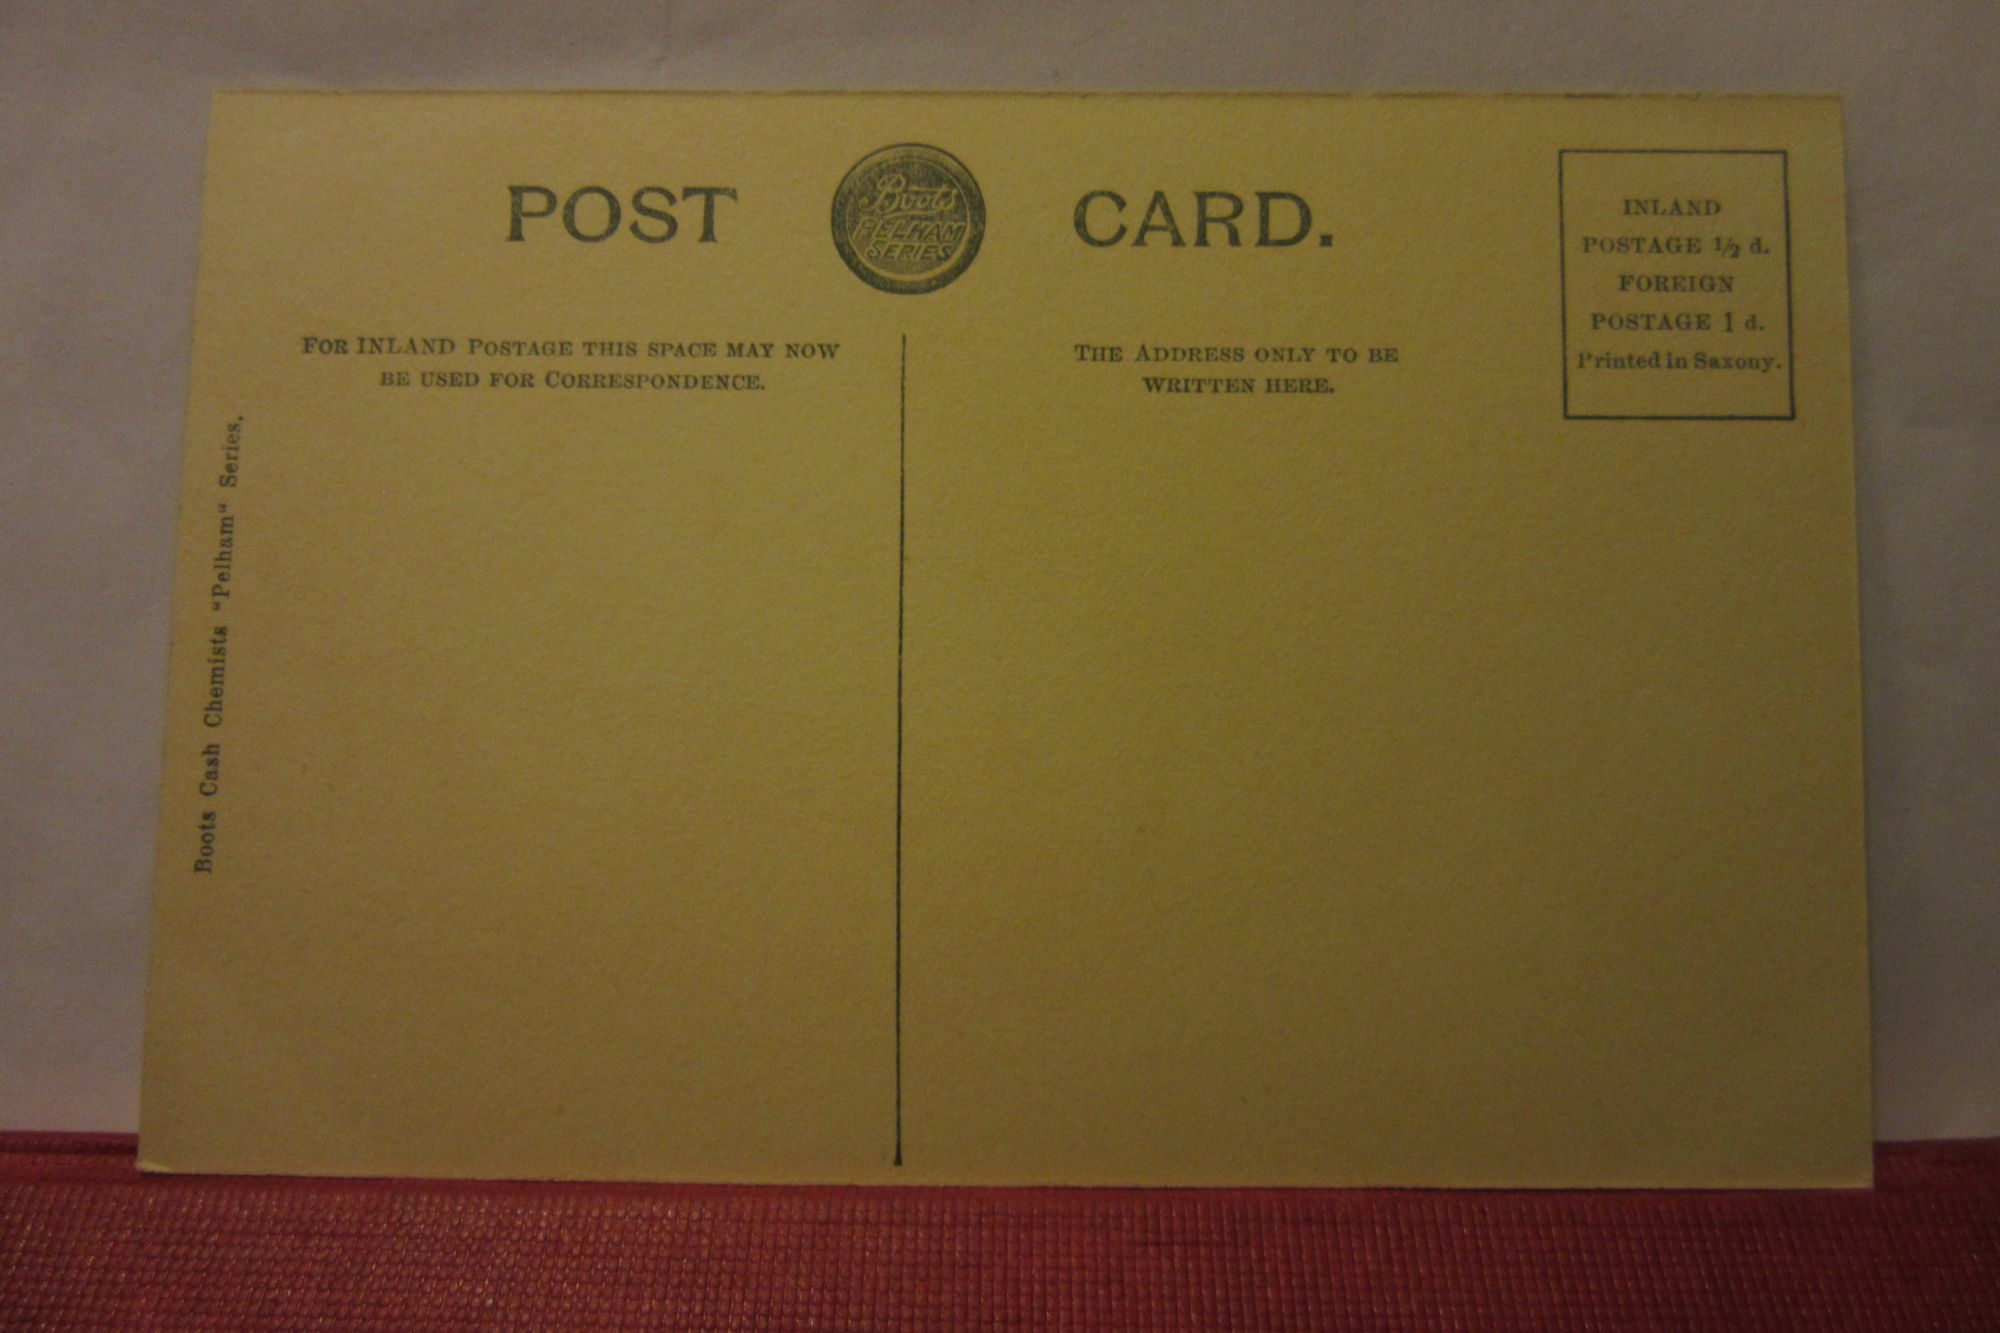 POST CARD.
Boots
PELHAM
SERIES
INLAND
POSTAGE ½ d.
FOREIGN
POSTAGE 1 d.
Printed in Saxony.
FOR INLAND POSTAGE THIS SPACE MAY NOW
BE USED FOR CORRESPONDENCE.
THE ADDRESS ONLY TO BE
WRITTEN HERE.
Boots Cash Chemists “Pelham“ Series.